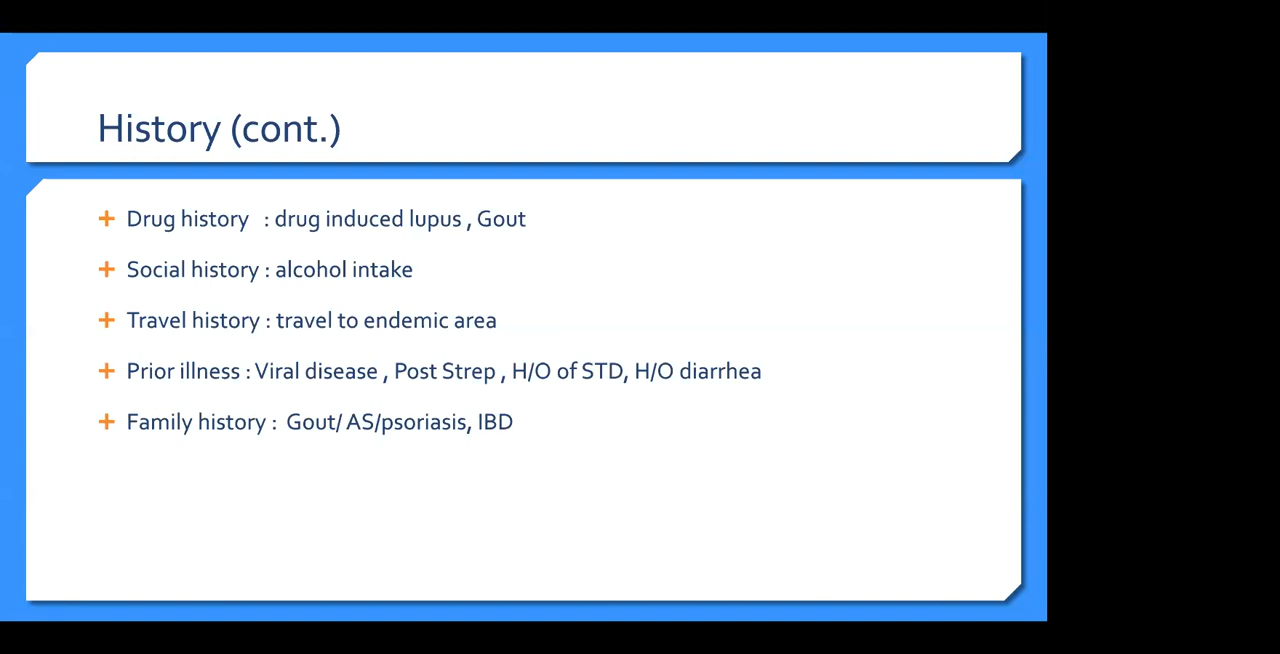 History (cont.)
Drug history : drug induced lupus , Gout
Social history : alcohol intake
Travel history : travel to endemic area
Prior illness : Viral disease , Post Strep , H/O of STD, H/O diarrhea
Family history : Gout/ AS/psoriasis, IBD